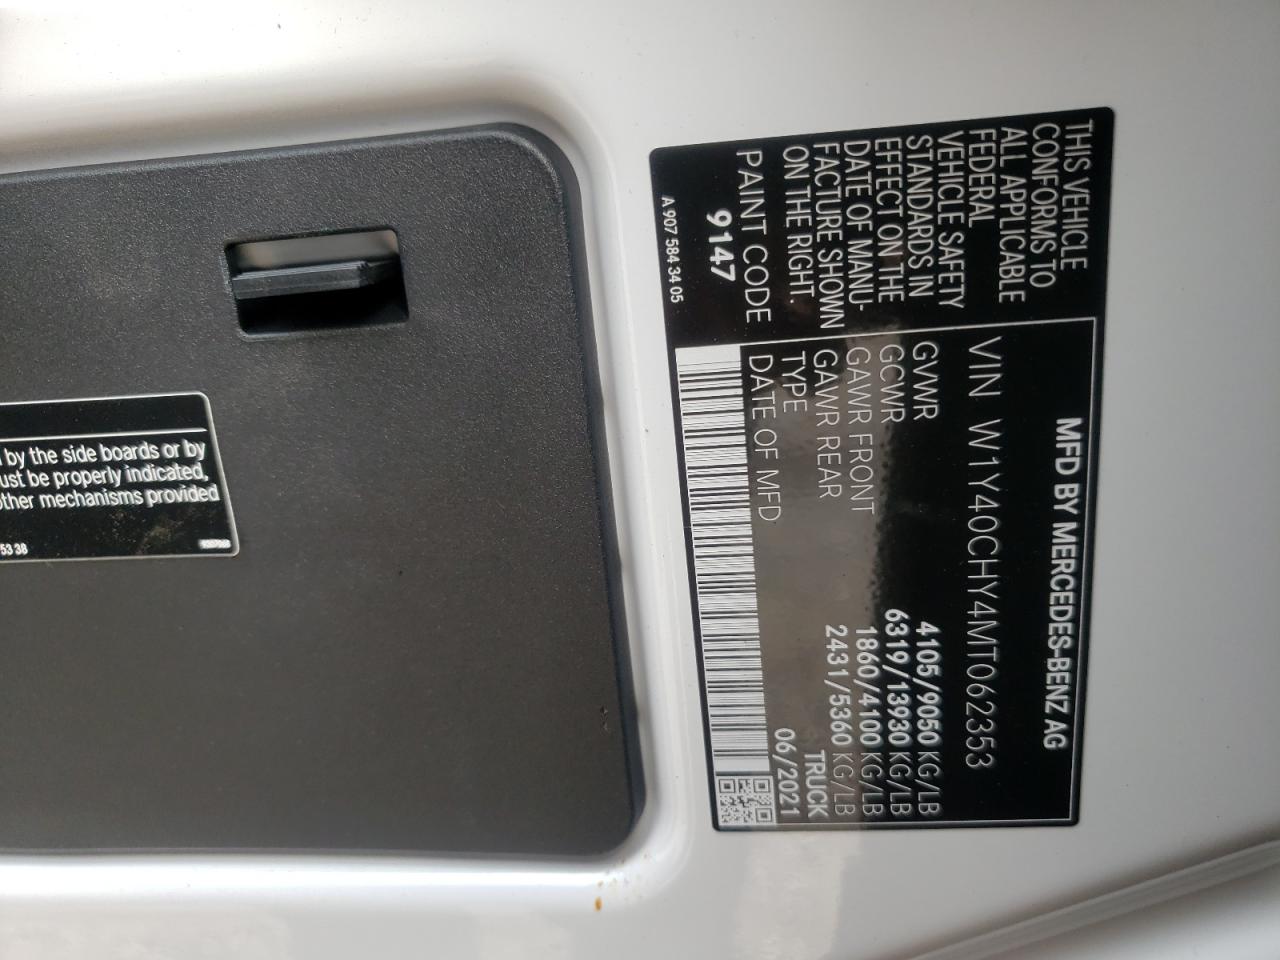 THIS VEHICLE
CONFORMS TO
ALL APPLICABLE
FEDERAL
VEHICLE SAFETY
STANDARDS IN
EFFECT ON THE
DATE OF MANU-
FACTURE SHOWN
ON THE RIGHT.
PAINT CODE
9147
A 907 584 34 05
MFD BY MERCEDES-BENZ AG
VIN W1Y40CHY4MT062353
GVWR 4105/9050 KG/LB
GCWR 6319/13930 KG/LB
GAWR FRONT 1860/4100 KG/LB
GAWR REAR 2431/5360 KG/LB
TYPE TRUCK
DATE OF MFD 06/2021
by the side boards or by
ust be properly indicated,
other mechanisms provided
53 38